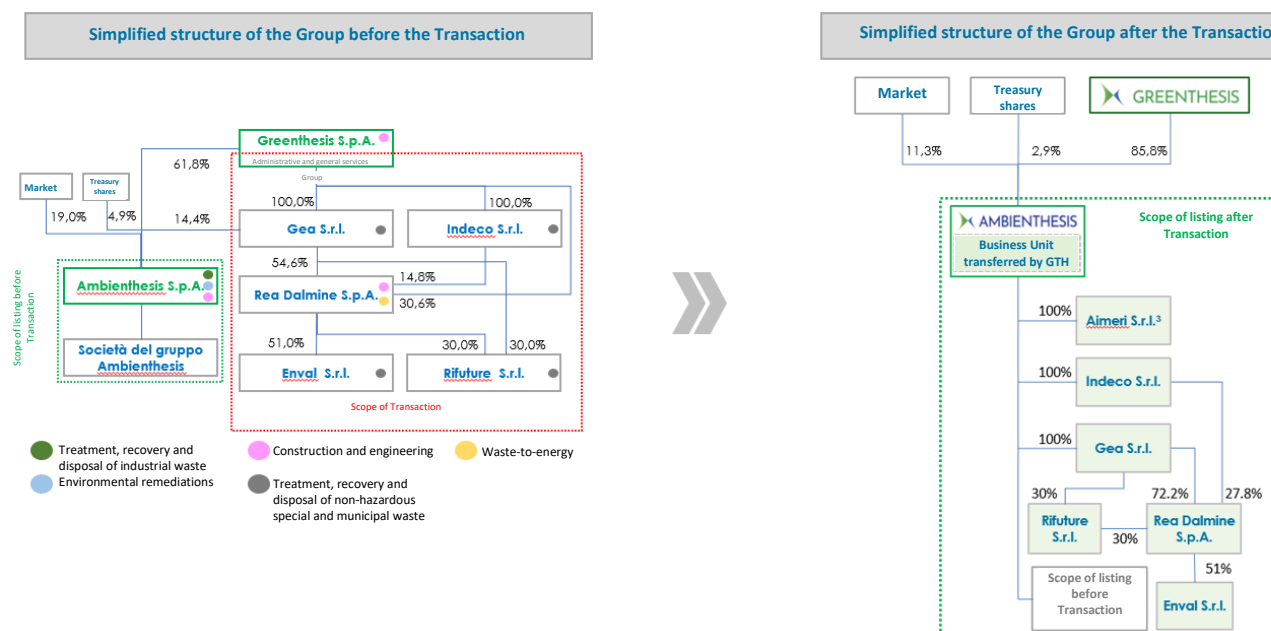 Simplified structure of the Group before the Transaction
Greenthesis S.p.A.
Administrative and general services
Group
61,8%
Market
Treasury
shares
19,0%
4,9%
14,4%
100,0%
100,0%
Gea S.r.l.
Indeco S.r.l.
54,6%
14,8%
30,6%
Ambienthesis S.p.A.
Rea Dalmine S.p.A.
Scope of listing before
Transaction
Società del gruppo
Ambienthesis
51,0%
30,0%
30,0%
Enval S.r.l.
Rifuture S.r.l.
Scope of Transaction
Treatment, recovery and
disposal of industrial waste
Environmental remediations
Construction and engineering
Treatment, recovery and
disposal of non-hazardous
special and municipal waste
Waste-to-energy
Simplified structure of the Group after the Transactio
Market
Treasury
shares
GREENTHESIS
11,3%
2,9%
85,8%
AMBIENTHESIS
Business Unit
transferred by GTH
Scope of listing after
Transaction
100%
Aimeri S.r.l.³
100%
Indeco S.r.l.
100%
Gea S.r.l.
30%
72.2%
27.8%
Rifuture
S.r.l.
30%
Rea Dalmine
S.p.A.
51%
Scope of listing
before
Transaction
Enval S.r.l.